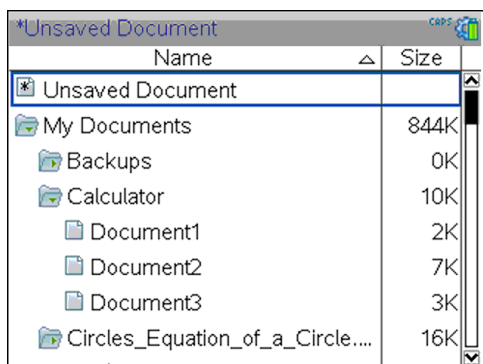 *Unsaved Document CAPS
Name Size
Unsaved Document
My Documents 844K
Backups 0K
Calculator 10K
Document1 2K
Document2 7K
Document3 3K
Circles_Equation_of_a_Circle.... 16K